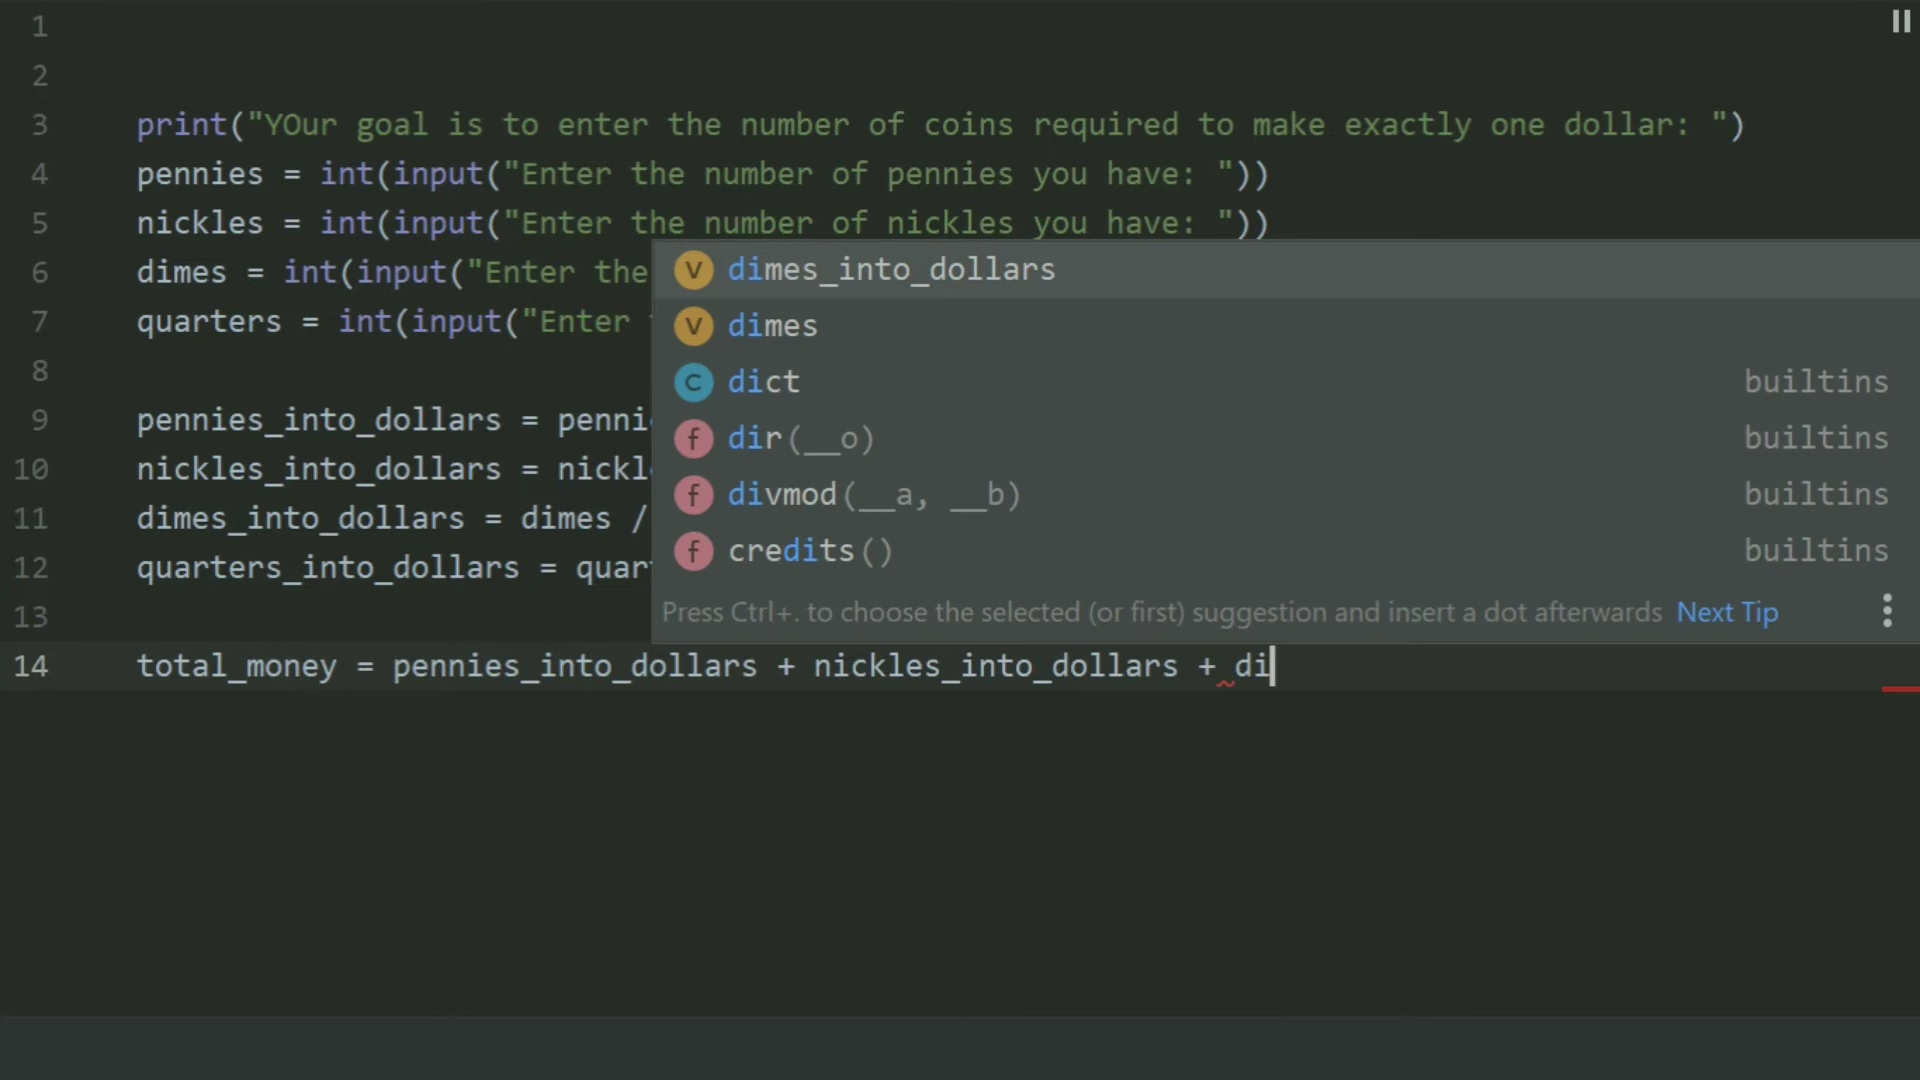 1
2
3 print("YOur goal is to enter the number of coins required to make exactly one dollar: ")
4 pennies = int(input("Enter the number of pennies you have: "))
5 nickles = int(input("Enter the number of nickles you have: "))
6 dimes = int(input("Enter the
7 quarters = int(input("Enter
8
9 pennies_into_dollars = penni
10 nickles_into_dollars = nickl
11 dimes_into_dollars = dimes /
12 quarters_into_dollars = quar
13
V dimes_into_dollars
V dimes
C dict builtins
f dir(__o) builtins
f divmod(__a, __b) builtins
f credits() builtins
Press Ctrl+. to choose the selected (or first) suggestion and insert a dot afterwards Next Tip
14 total_money = pennies_into_dollars + nickles_into_dollars + di